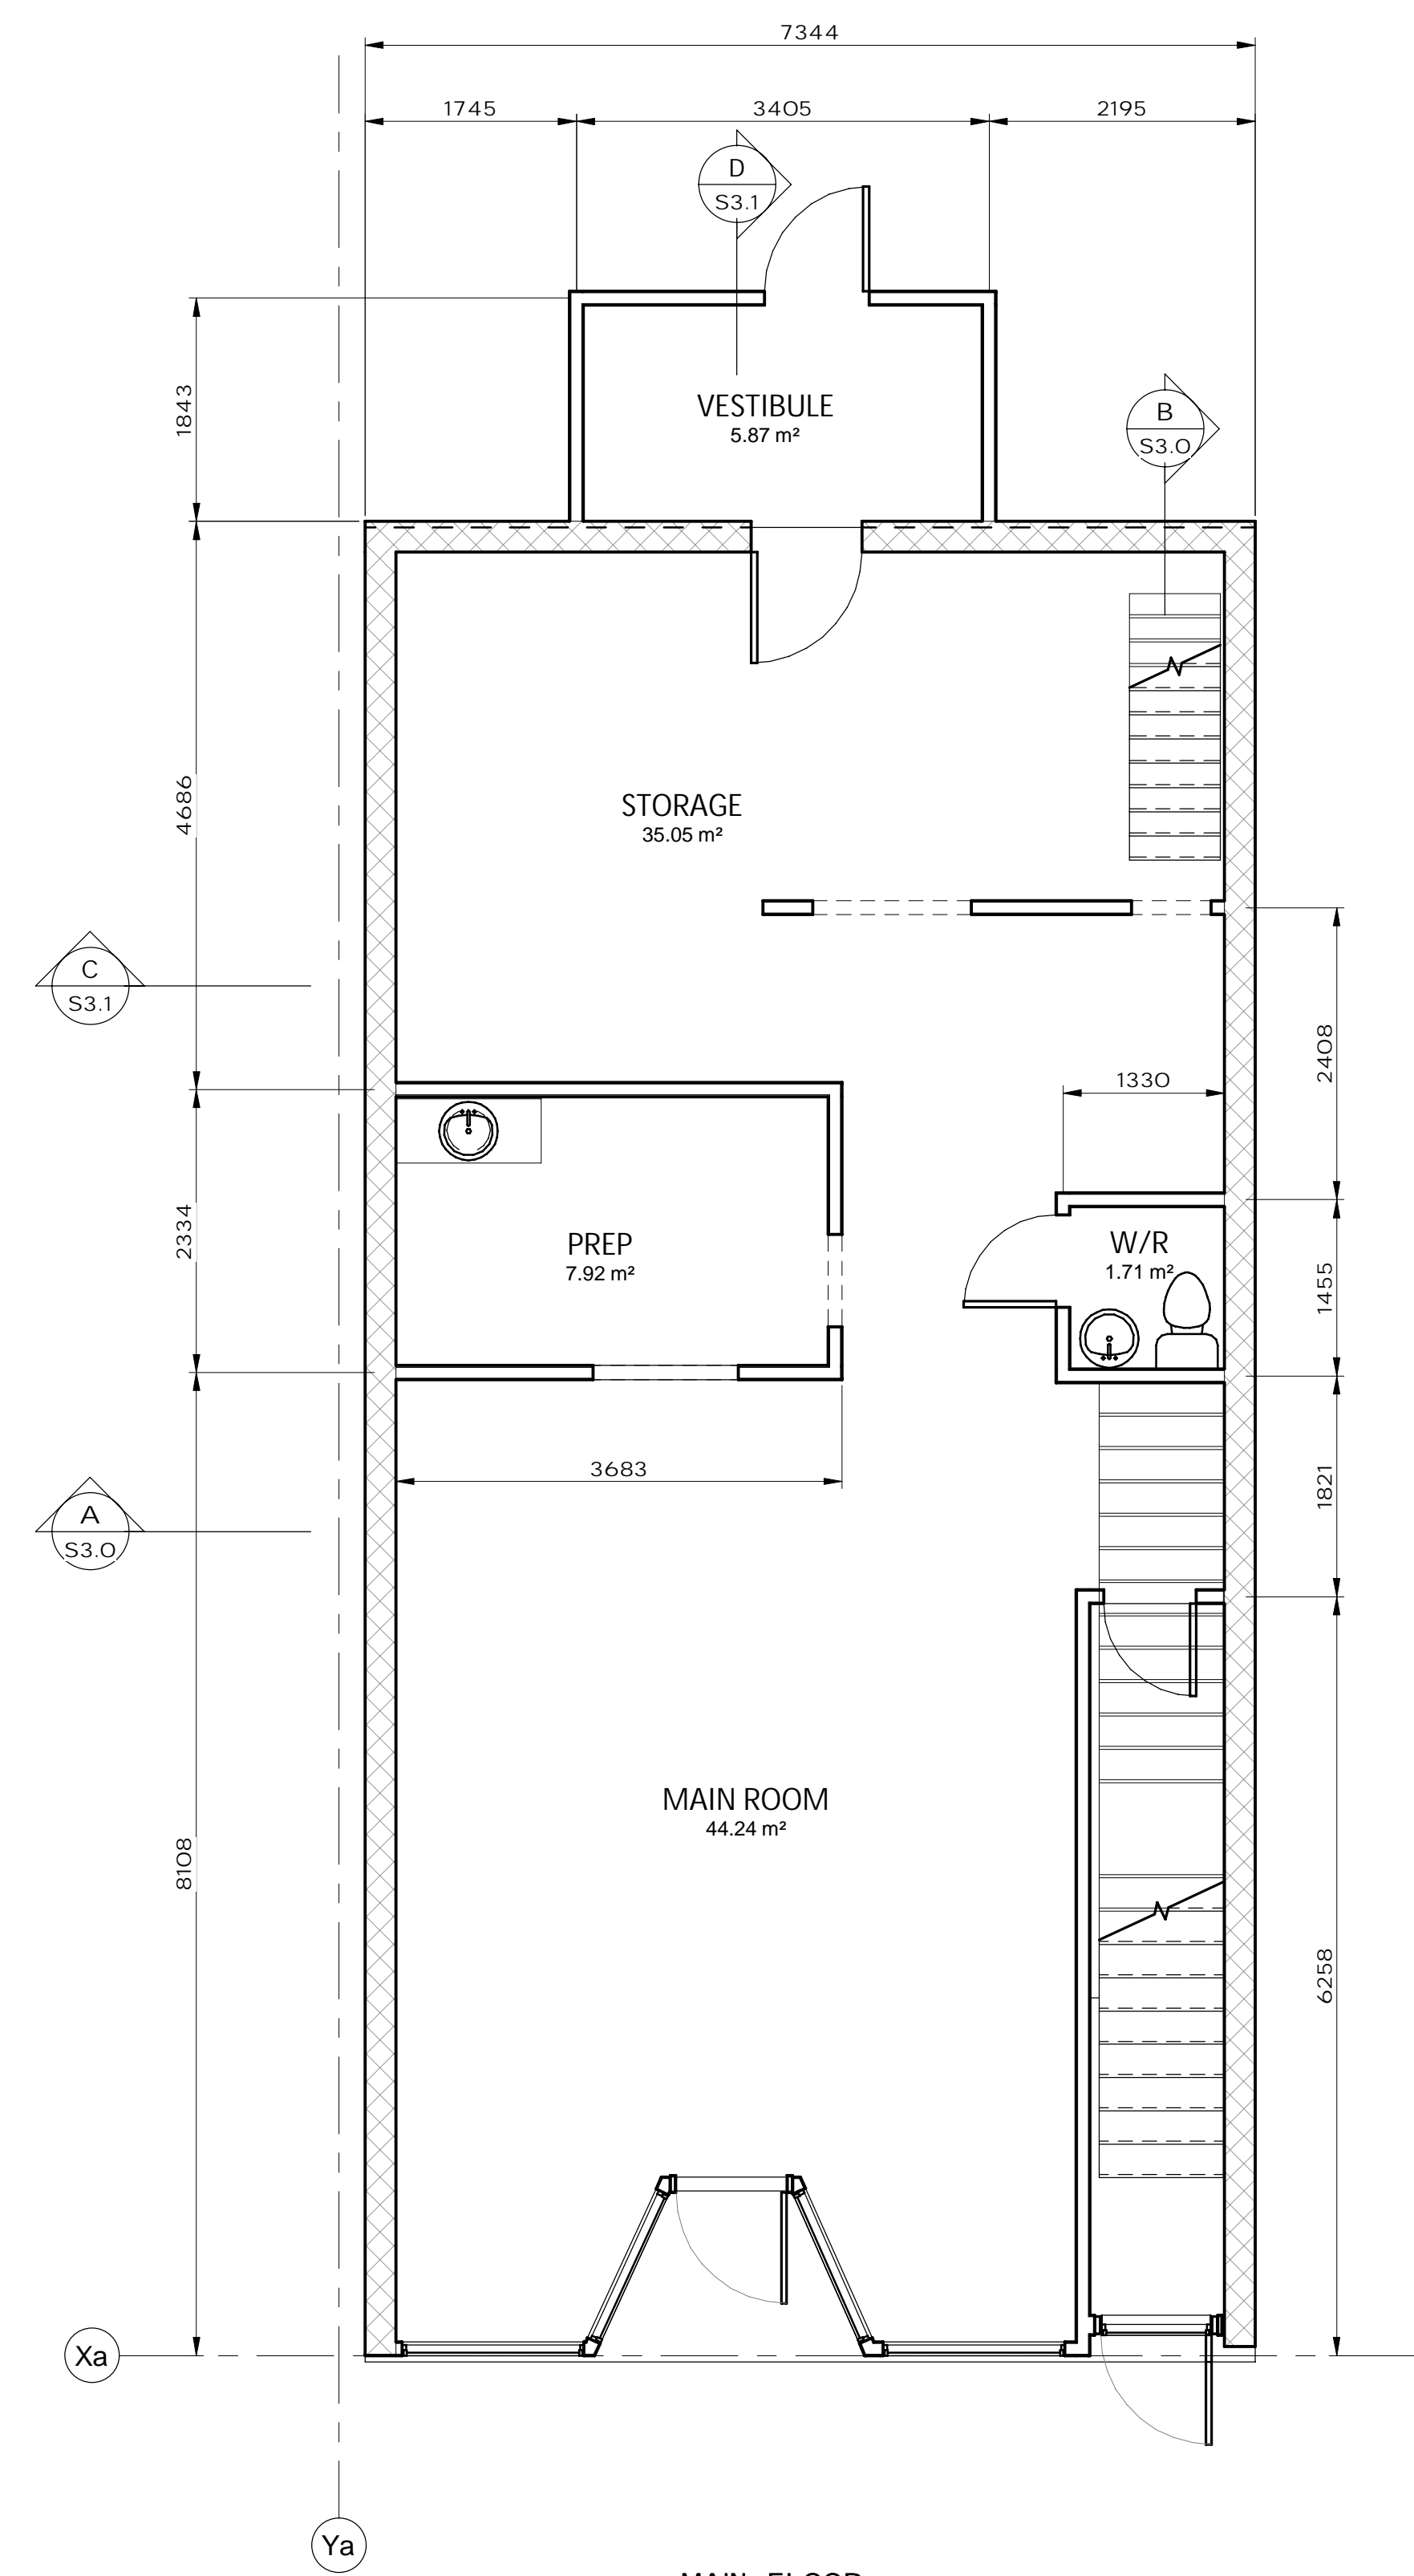 7344
1745
3405
2195
D
S3.1
1843
VESTIBULE
5.87 m²
B
S3.0
4686
STORAGE
35.05 m²
C
S3.1
2408
1330
2334
PREP
7.92 m²
W/R
1.71 m²
1455
3683
1821
A
S3.0
MAIN ROOM
44.24 m²
8108
6258
Xa
Ya
MAIN FLOOR